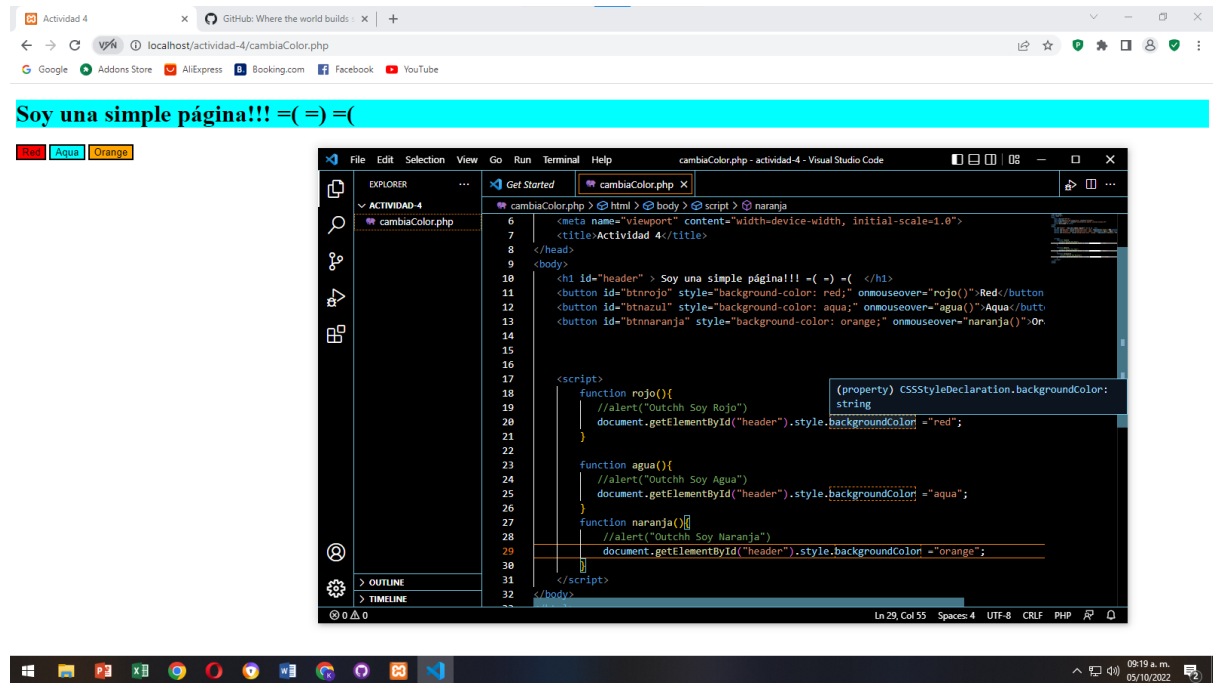 Actividad 4
GitHub: Where the world builds s
localhost/actividad-4/cambiaColor.php
Google Addons Store AliExpress B. Booking.com Facebook YouTube
Soy una simple página!!! =( =) =(
Red Aqua Orange
File Edit Selection View Go Run Terminal Help cambiaColor.php - actividad-4 - Visual Studio Code
EXPLORER ··· Get Started cambiaColor.php
ACTIVIDAD-4 cambiaColor.php > html > body > script > naranja
cambiaColor.php
6 <meta name="viewport" content="width=device-width, initial-scale=1.0">
7 <title>Actividad 4</title>
8 </head>
9 <body>
10 <h1 id="header" > Soy una simple página!!! =( =) =(  </h1>
11 <button id="btnrojo" style="background-color: red;" onmouseover="rojo()">Red</button
12 <button id="btnazul" style="background-color: aqua;" onmouseover="agua()">Aqua</butt
13 <button id="btnnaranja" style="background-color: orange;" onmouseover="naranja()">Or
14
15
16
17 <script>
(property) CSSStyleDeclaration.backgroundColor:
string
18 function rojo(){
19 //alert("Outchh Soy Rojo")
20 document.getElementById("header").style.backgroundColor ="red";
21 }
22
23 function agua(){
24 //alert("Outchh Soy Agua")
25 document.getElementById("header").style.backgroundColor ="aqua";
26 }
27 function naranja(){
28 //alert("Outchh Soy Naranja")
29 document.getElementById("header").style.backgroundColor ="orange";
30 }
31 </script>
32 </body>
OUTLINE
TIMELINE
0 0 Ln 29, Col 55 Spaces: 4 UTF-8 CRLF PHP
09:19 a. m.
05/10/2022